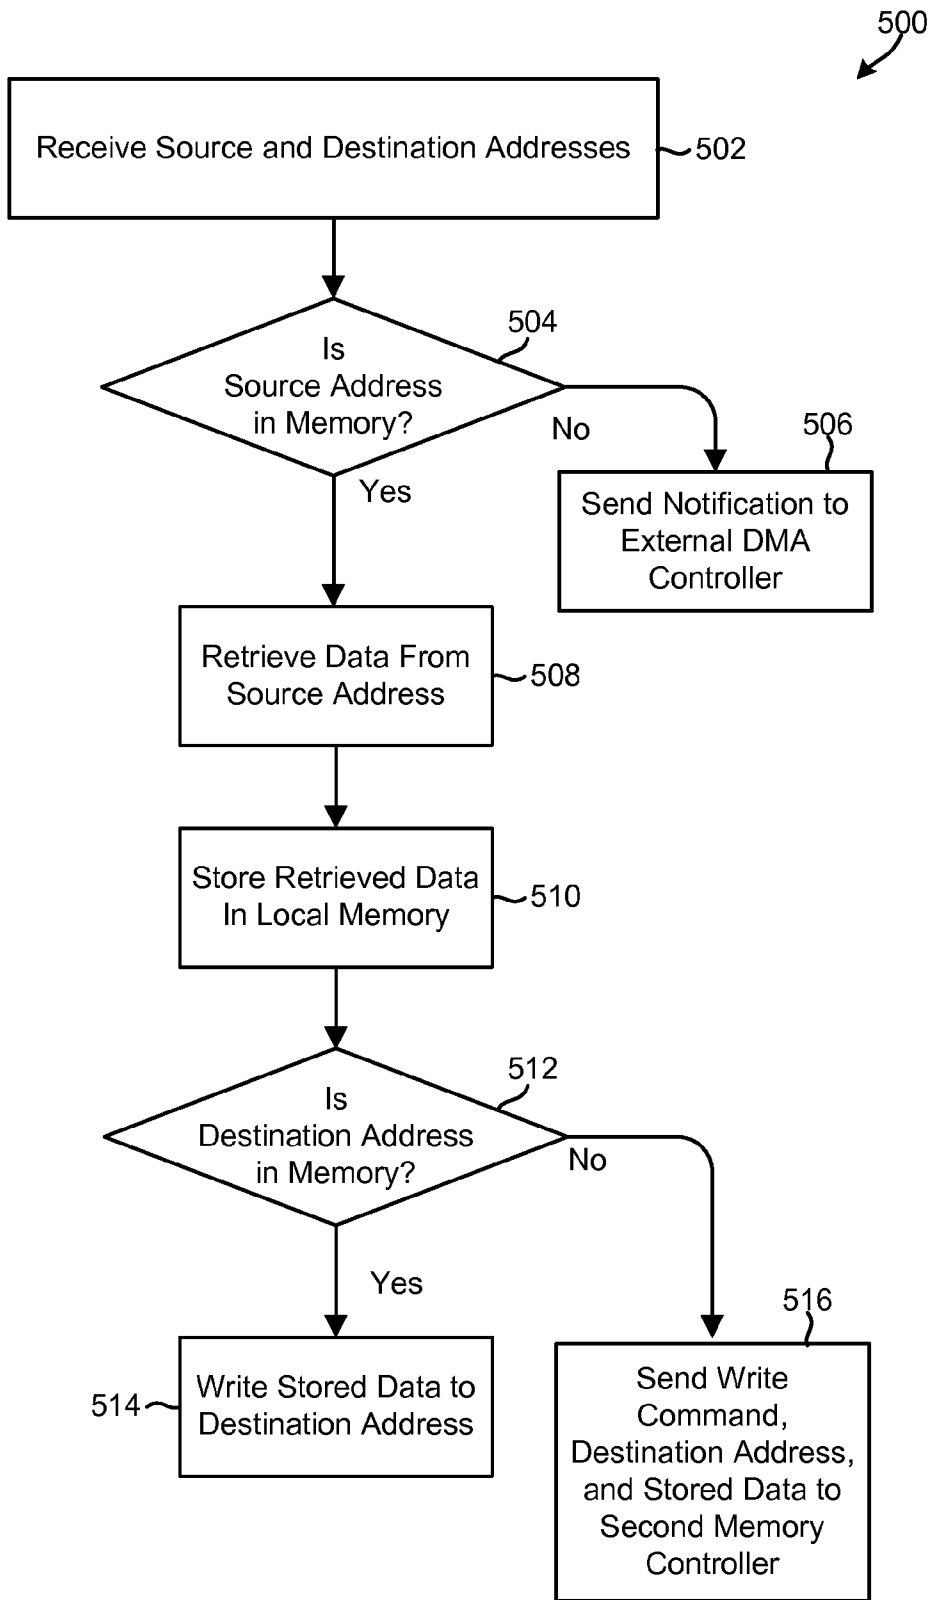 500
Receive Source and Destination Addresses
502
504
Is
Source Address
in Memory?
No
Yes
506
Send Notification to
External DMA
Controller
Retrieve Data From
Source Address
508
Store Retrieved Data
In Local Memory
510
512
Is
Destination Address
in Memory?
No
Yes
514
Write Stored Data to
Destination Address
516
Send Write
Command,
Destination Address,
and Stored Data to
Second Memory
Controller